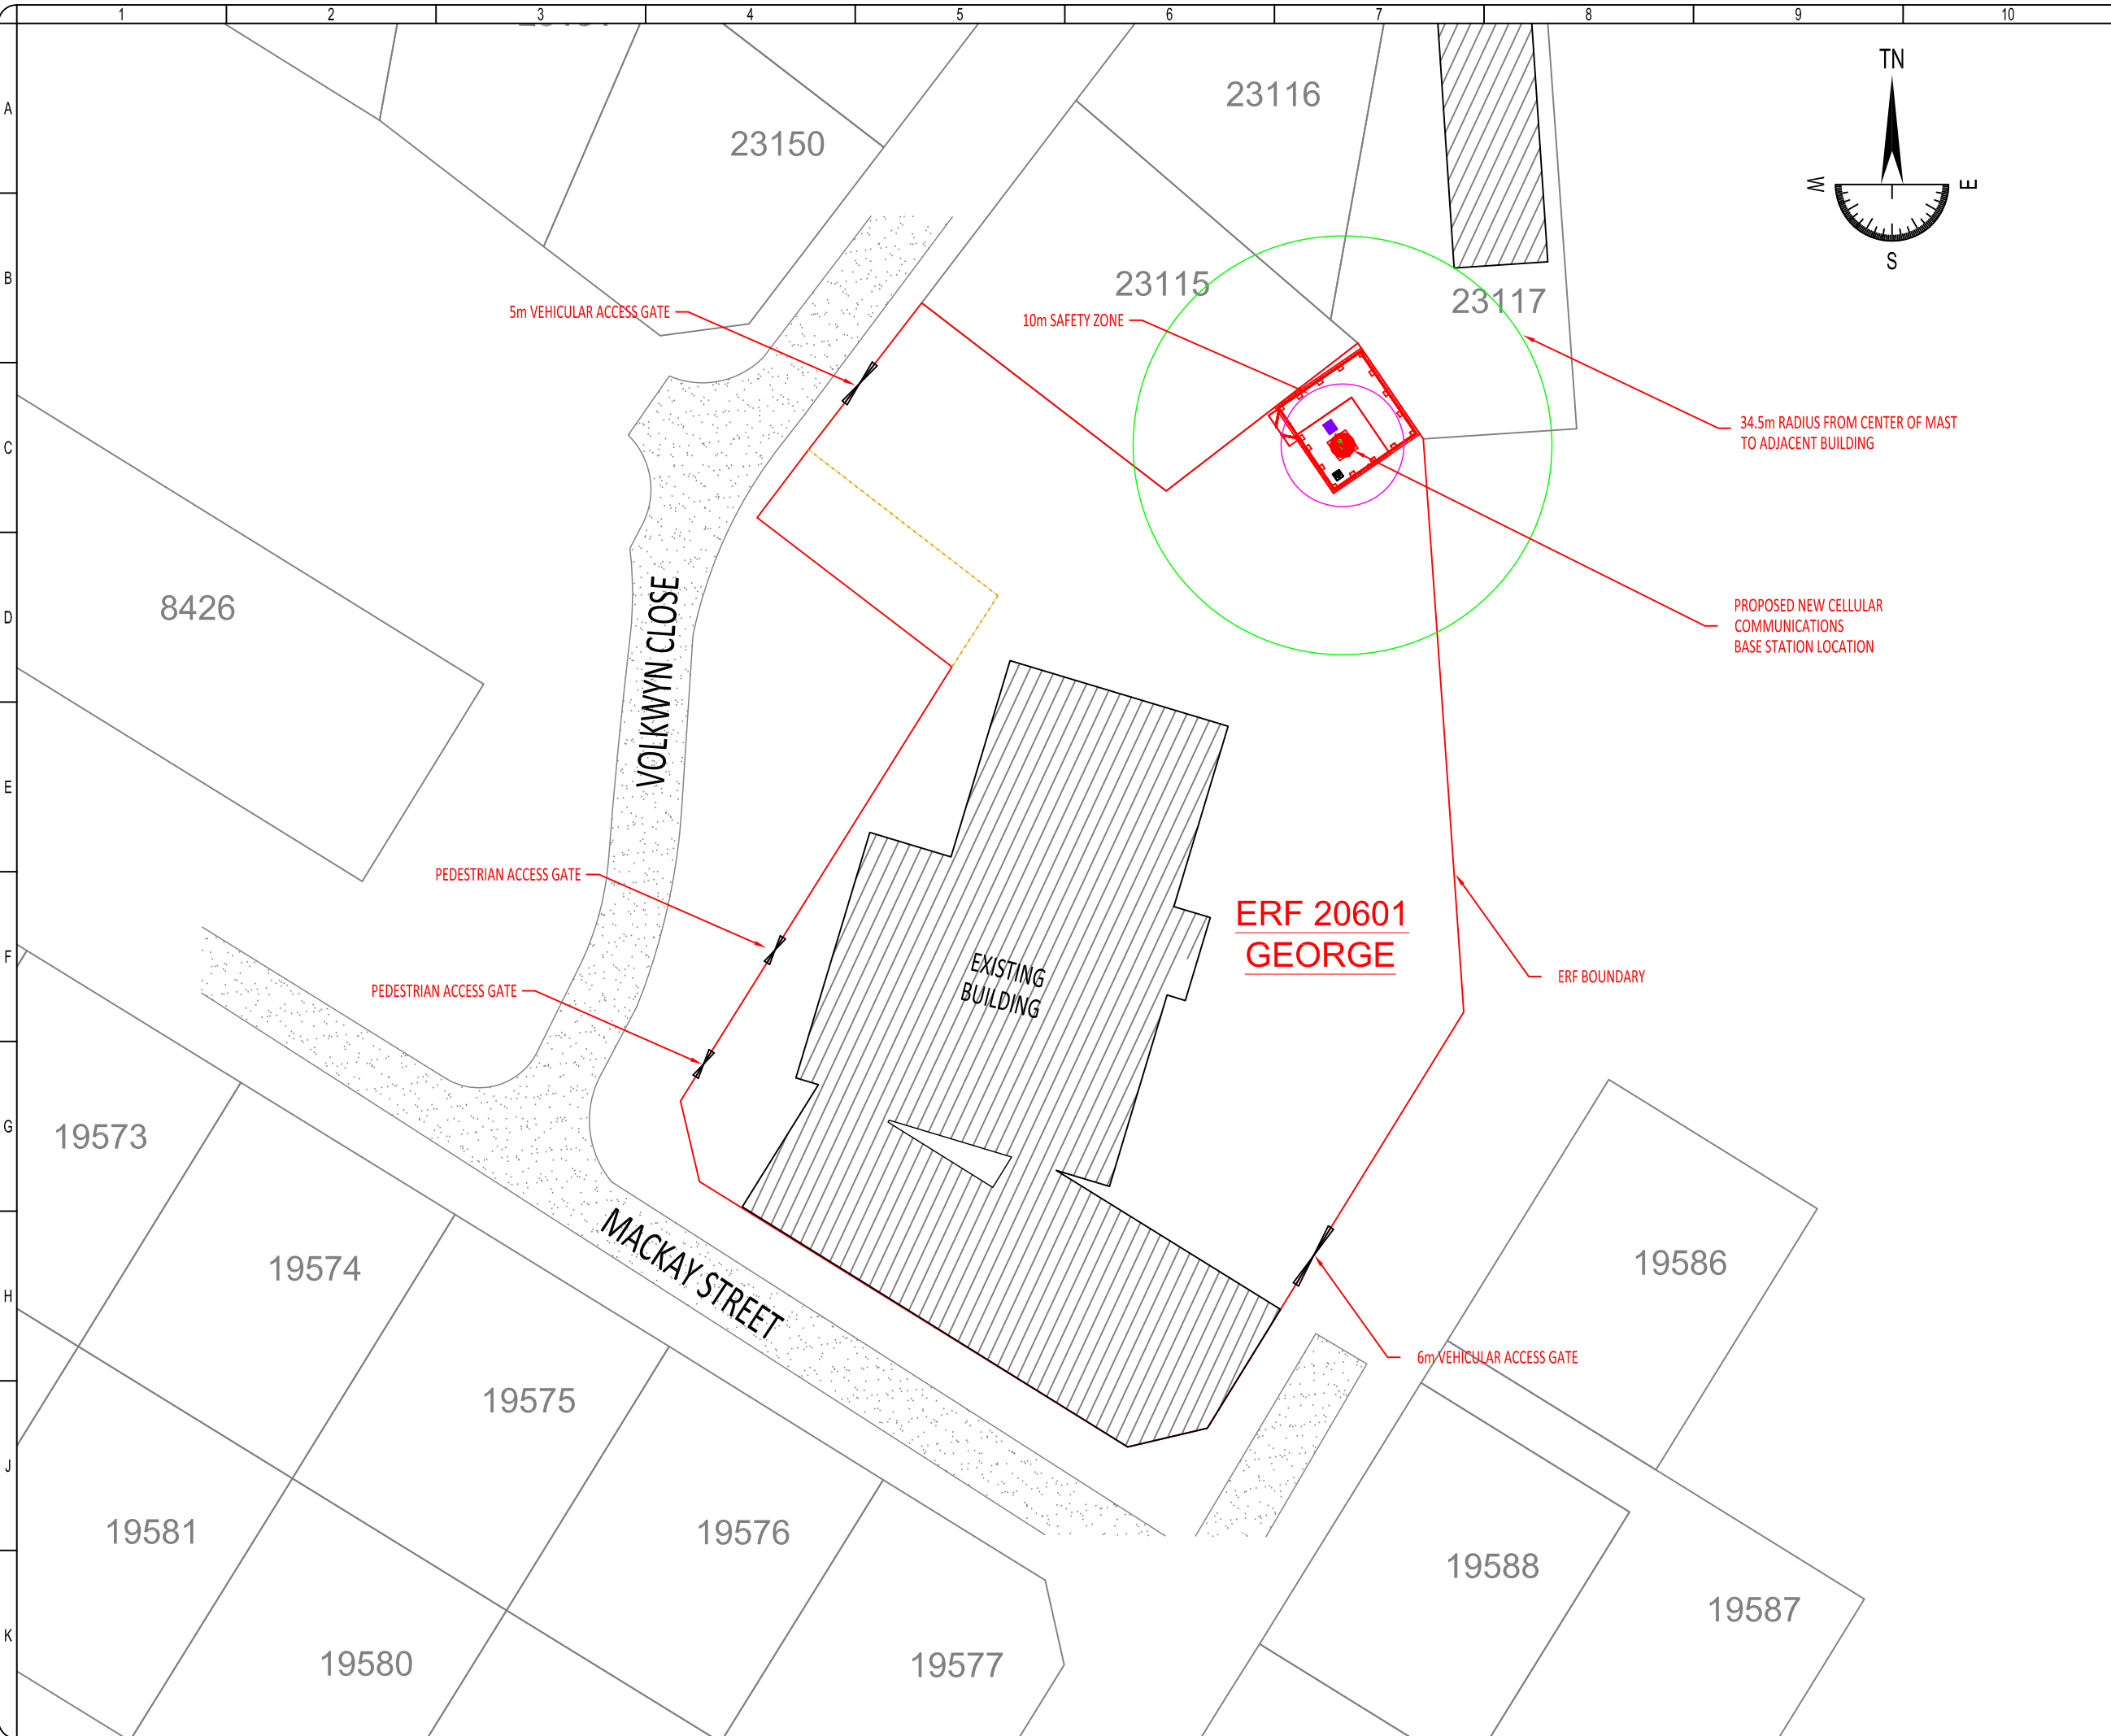 1 2 3 4 5 6 7 8 9 10
A
B
C
D
E
F
G
H
J
K
TN
W
E
S
23150
23116
23115
23117
5m VEHICULAR ACCESS GATE
10m SAFETY ZONE
34.5m RADIUS FROM CENTER OF MAST
TO ADJACENT BUILDING
PROPOSED NEW CELLULAR
COMMUNICATIONS
BASE STATION LOCATION
8426
VOLKWYN CLOSE
PEDESTRIAN ACCESS GATE
PEDESTRIAN ACCESS GATE
EXISTING
BUILDING
ERF 20601
GEORGE
ERF BOUNDARY
19573
19574
MACKAY STREET
19586
6m VEHICULAR ACCESS GATE
19575
19581
19576
19588
19587
19580
19577